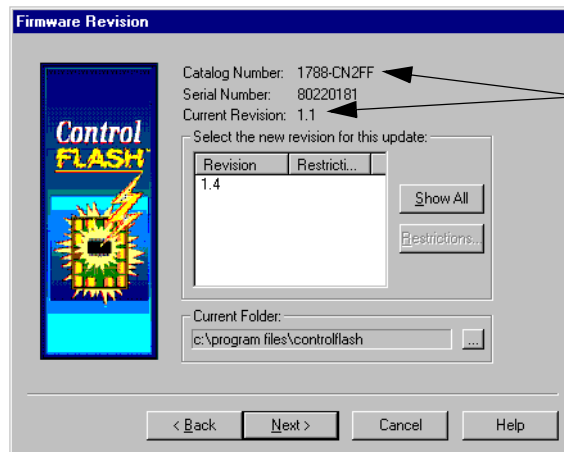 Firmware Revision
Catalog Number: 1788-CN2FF
Serial Number: 80220181
Current Revision: 1.1
Control
FLASH
Select the new revision for this update:
Revision Restricti...
1.4
Show All
Restrictions...
Current Folder:
c:\program files\controlflash
...
< Back Next > Cancel Help